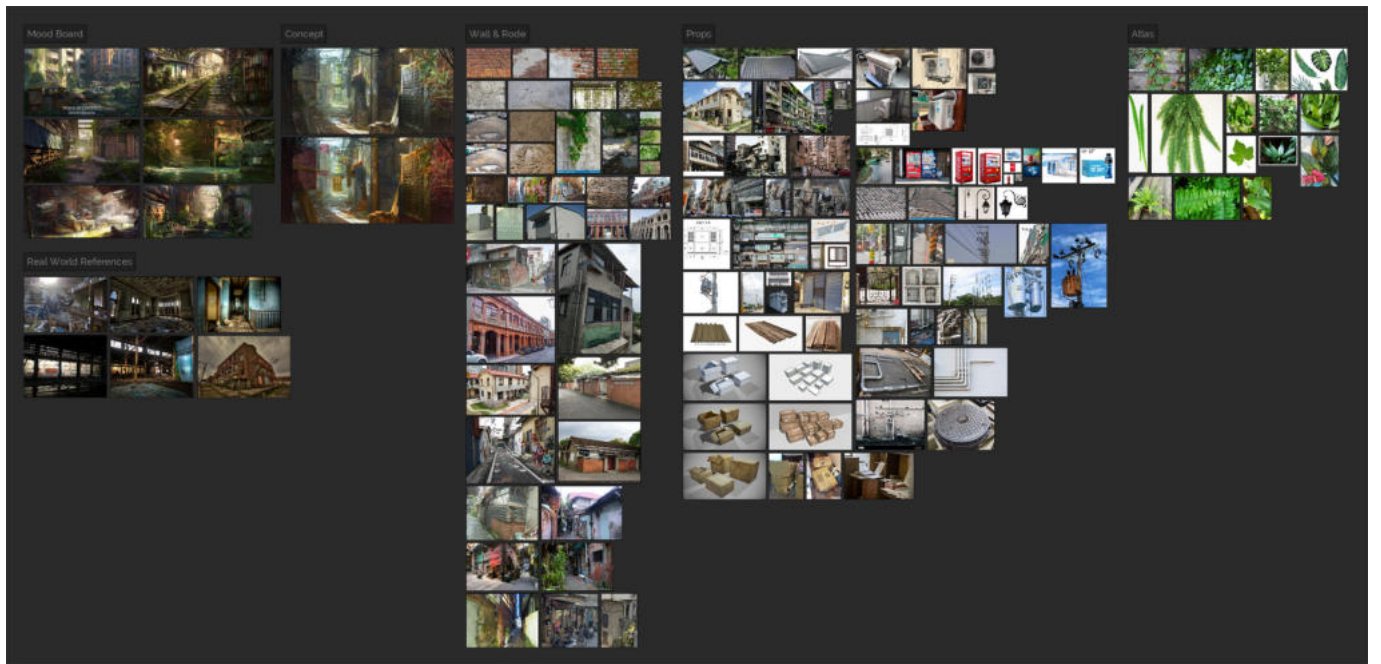 Mood Board
Concept
Wall & Rode
Props
Atlas
Real World References